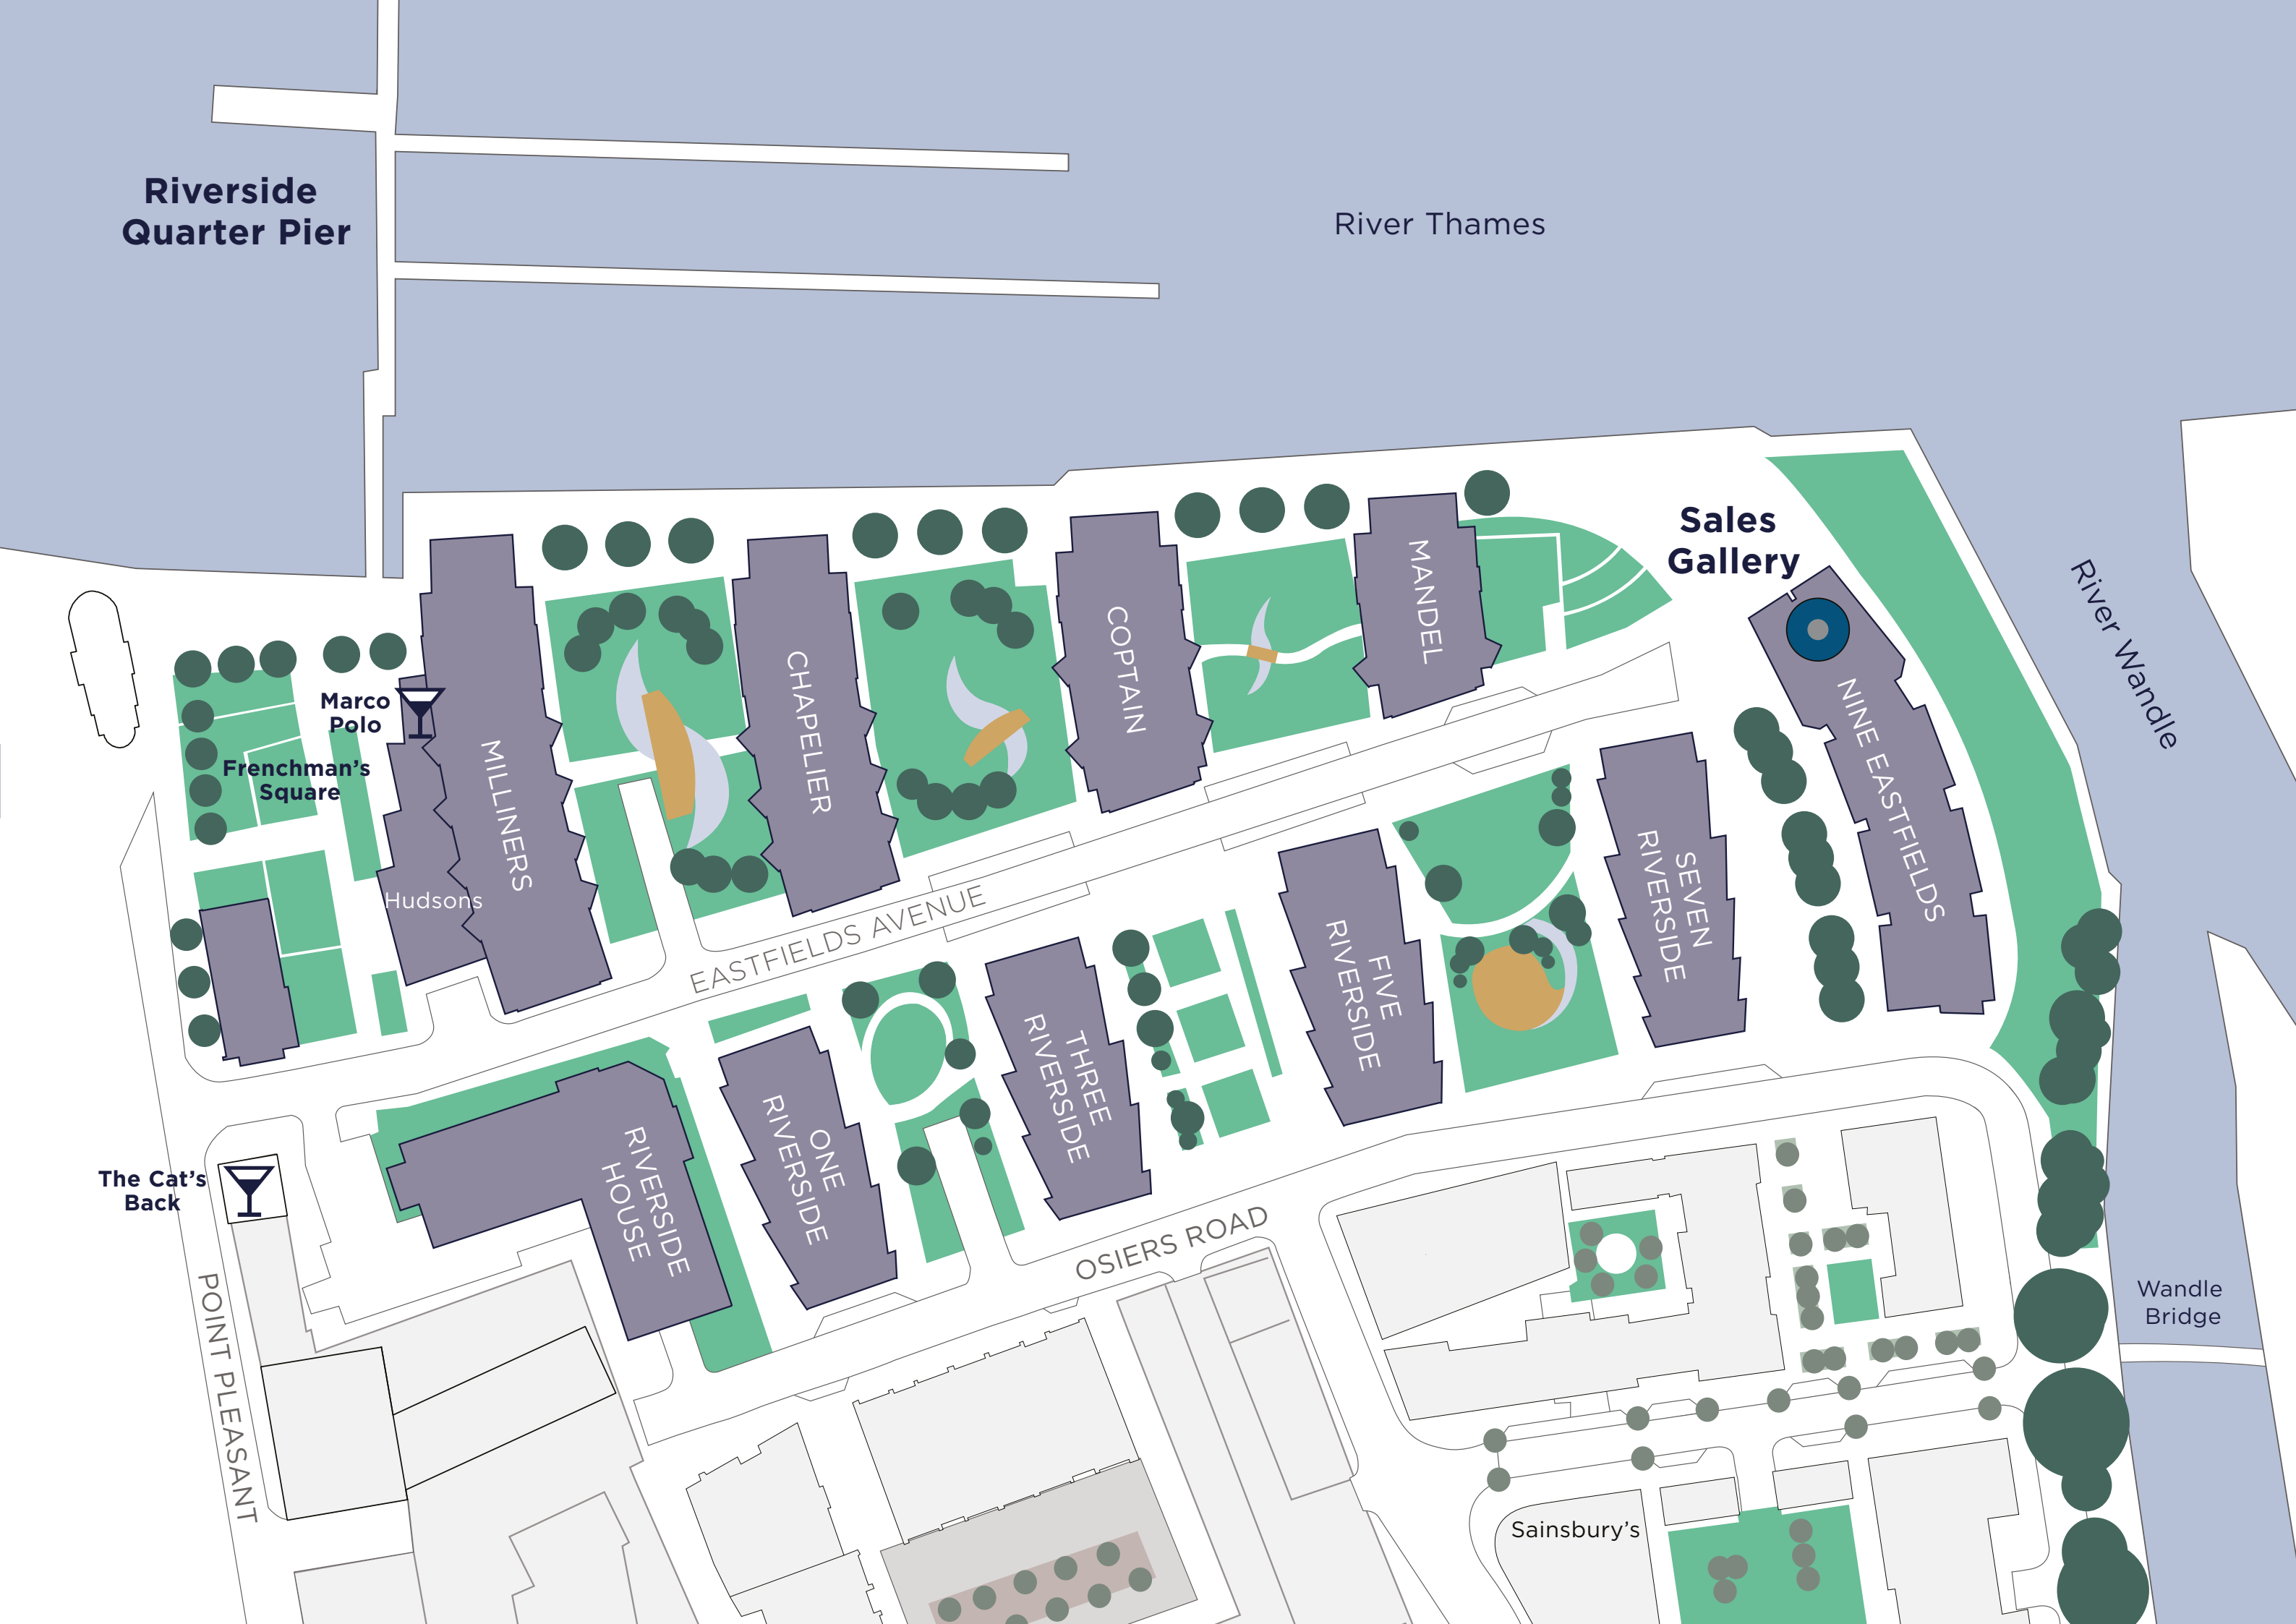 Riverside
Quarter Pier
River Thames
Sales
Gallery
River Wandle
MANDEL
COPTAIN
CHAPELIER
MILLINERS
Marco
Polo
Frenchman's
Square
Hudsons
NINE EASTFIELDS
SEVEN
RIVERSIDE
FIVE
RIVERSIDE
THREE
RIVERSIDE
ONE
RIVERSIDE
RIVERSIDE
HOUSE
EASTFIELDS AVENUE
OSIERS ROAD
The Cat's
Back
POINT PLEASANT
Wandle
Bridge
Sainsbury's